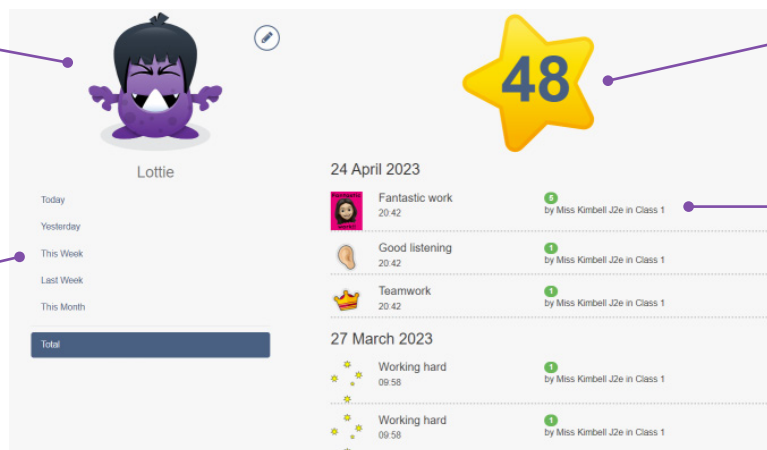 48
Lottie
Today
Yesterday
This Week
Last Week
This Month
Total
24 April 2023
Fantastic work
20:42
5
by Miss Kimbell J2e in Class 1
Good listening
20:42
1
by Miss Kimbell J2e in Class 1
Teamwork
20:42
1
by Miss Kimbell J2e in Class 1
27 March 2023
Working hard
09:58
1
by Miss Kimbell J2e in Class 1
Working hard
09:58
1
by Miss Kimbell J2e in Class 1